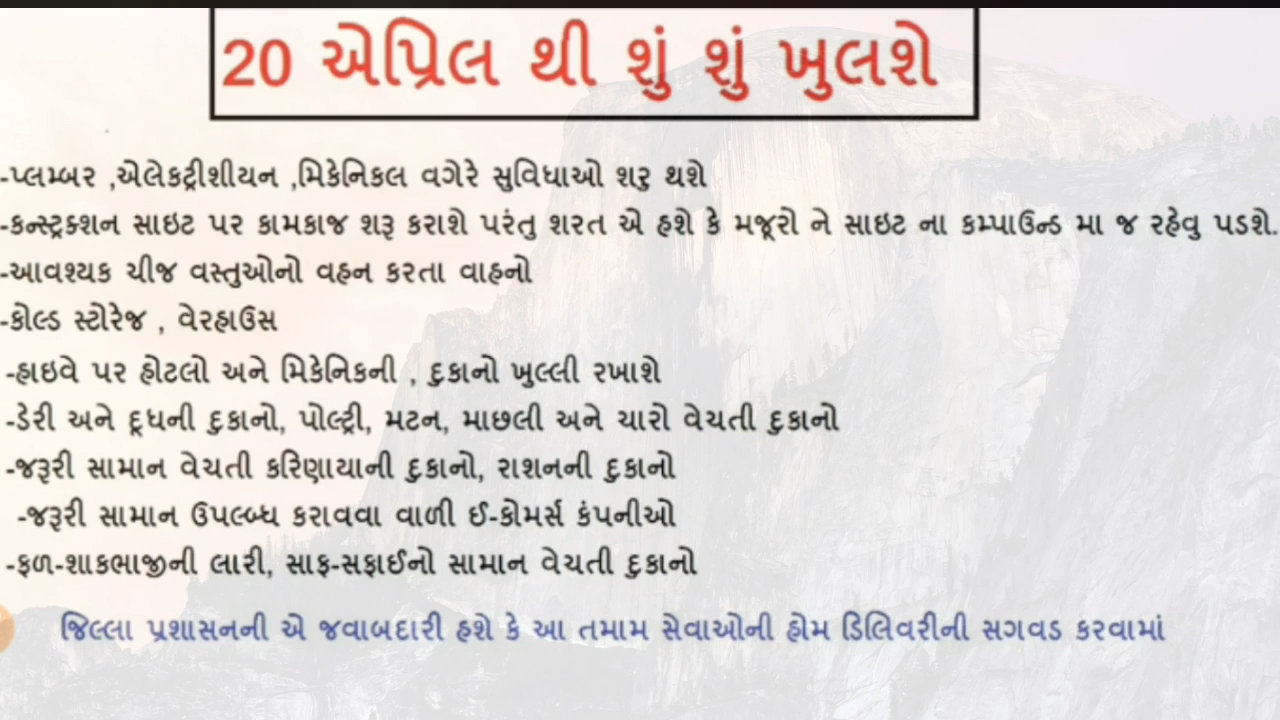 20 એપ્રિલ થી શું શું ખુલશે
-પ્લમ્બર ,એલેકટ્રીશીયન ,મિકેનિકલ વગેરે સુવિધાઓ શરુ થશે
-કન્સ્ટ્રક્શન સાઇટ પર કામકાજ શરૂ કરાશે પરંતુ શરત એ હશે કે મજૂરો ને સાઇટ ના કમ્પાઉન્ડ મા જ રહેવુ પડશે.
-આવશ્યક ચીજ વસ્તુઓનો વહન કરતા વાહનો
-કોલ્ડ સ્ટોરેજ , વેરહાઉસ
-હાઇવે પર હોટલો અને મિકેનિકની , દુકાનો ખુલ્લી રખાશે
-ડેરી અને દૂધની દુકાનો, પોલ્ટ્રી, મટન, માછલી અને ચારો વેચતી દુકાનો
-જરૂરી સામાન વેચતી કરિણાયાની દુકાનો, રાશનની દુકાનો
-જરૂરી સામાન ઉપલ્બ્ધ કરાવવા વાળી ઈ-કોમર્સ કંપનીઓ
-ફળ-શાકભાજીની લારી, સાફ-સફાઈનો સામાન વેચતી દુકાનો
જિલ્લા પ્રશાસનની એ જવાબદારી હશે કે આ તમામ સેવાઓની હોમ ડિલિવરીની સગવડ કરવામાં